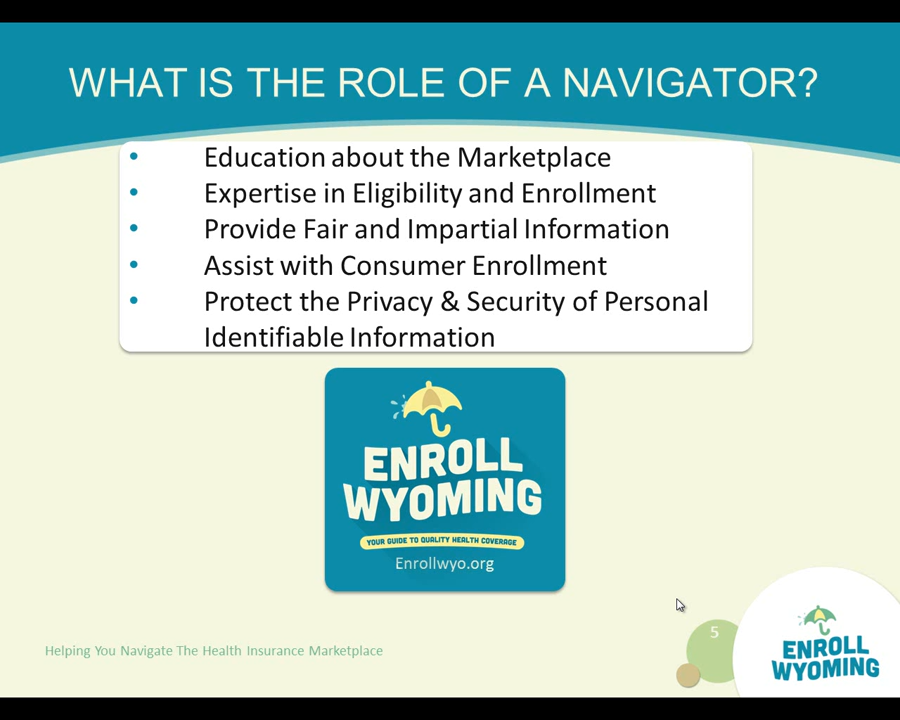 WHAT IS THE ROLE OF A NAVIGATOR?
• Education about the Marketplace
• Expertise in Eligibility and Enrollment
• Provide Fair and Impartial Information
• Assist with Consumer Enrollment
• Protect the Privacy & Security of Personal
Identifiable Information
ENROLL
WYOMING
YOUR GUIDE TO QUALITY HEALTH COVERAGE
Enrollwyo.org
Helping You Navigate The Health Insurance Marketplace
5
ENROLL
WYOMING